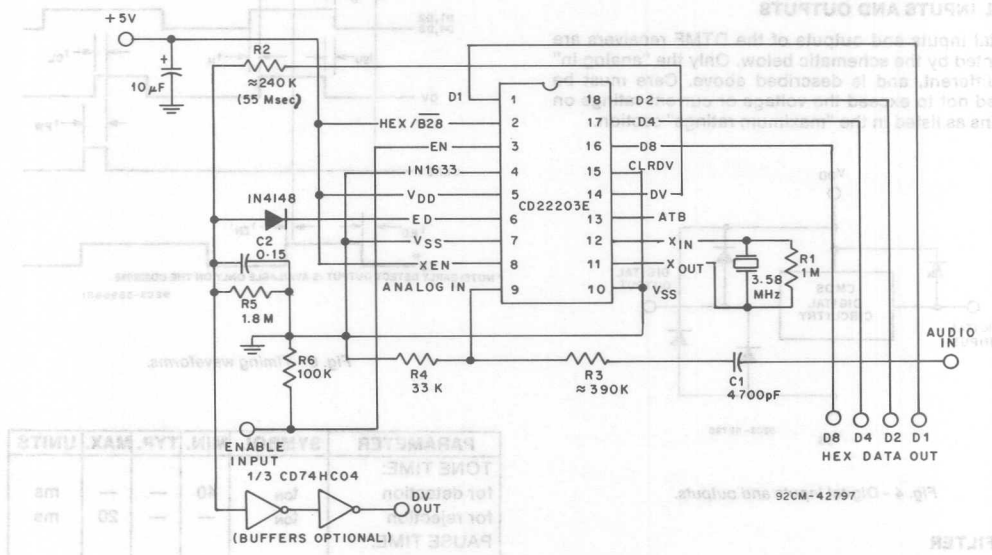 +5V
R2
≈240K
(55 Msec)
10μF
D1
1
18
D2
HEX/B28
2
17
D4
EN
3
16
D8
IN1633
4
15
CLRDV
VDD
5
14
DV
CD22203E
IN4148
ED
6
13
ATB
VSS
7
12
XIN
XEN
8
11
XOUT
ANALOG IN
9
10
VSS
C2
0.15
R5
1.8M
R1
1M
3.58
MHz
AUDIO
IN
R6
100K
R4
33K
R3
≈390K
C1
4700pF
ENABLE
INPUT
D8 D4 D2 D1
HEX DATA OUT
1/3 CD74HC04
DV
OUT
(BUFFERS OPTIONAL)
92CM-42797